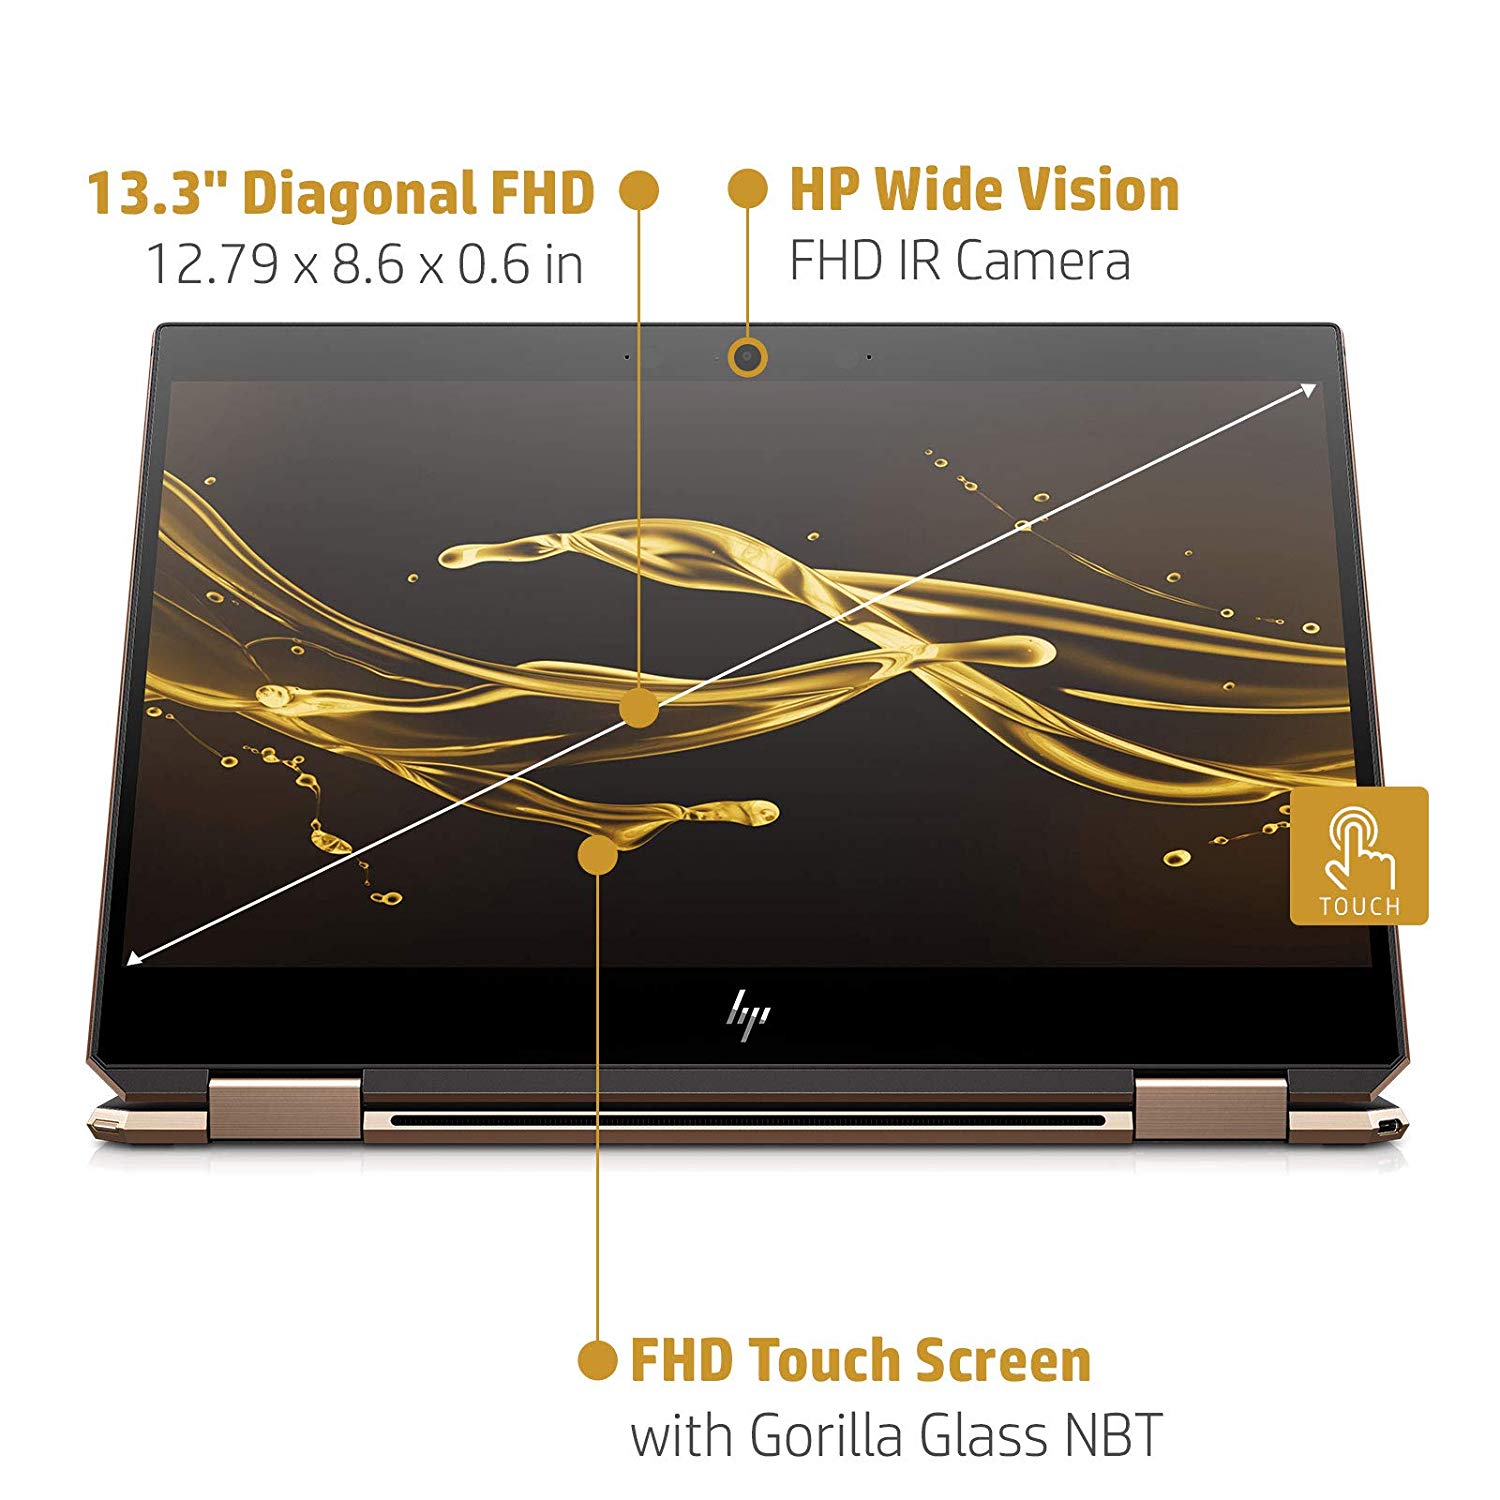 13.3" Diagonal FHD
12.79 x 8.6 x 0.6 in
HP Wide Vision
FHD IR Camera
TOUCH
hp
FHD Touch Screen
with Gorilla Glass NBT